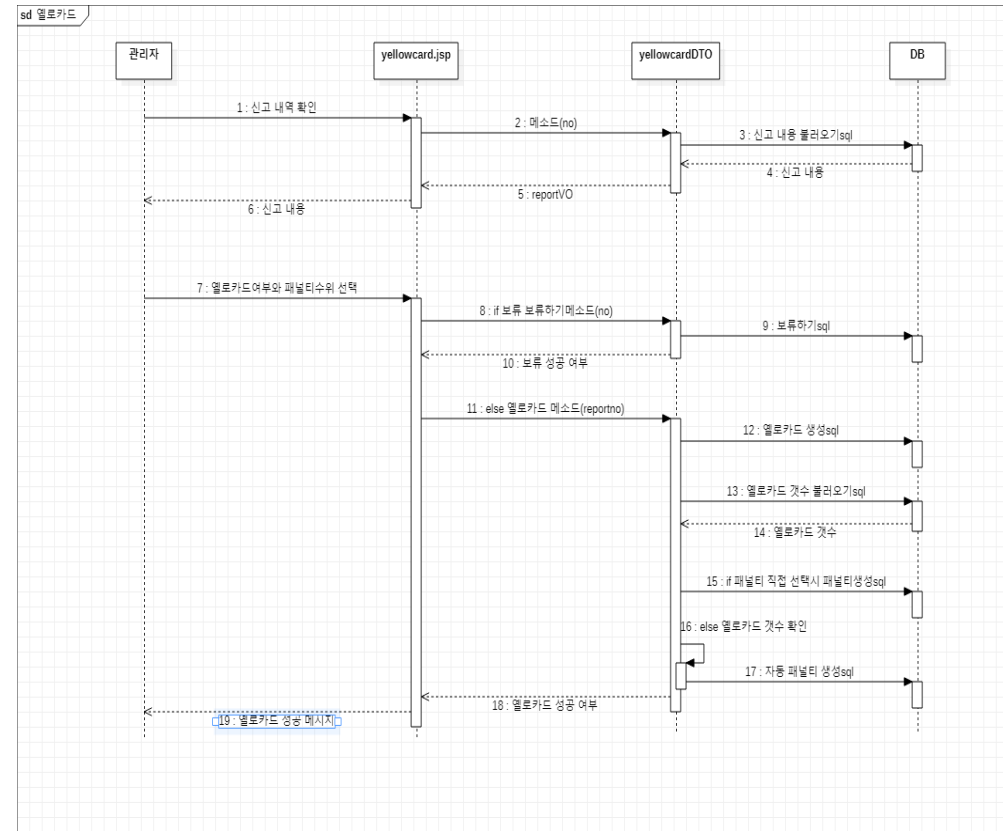 sd 옐로카드
관리자
yellowcard.jsp
yellowcardDTO
DB
1 : 신고 내역 확인
2 : 메소드(no)
3 : 신고 내용 불러오기sql
4 : 신고 내용
5 : reportVO
6 : 신고 내용
7 : 옐로카드여부와 패널티수위 선택
8 : if 보류 보류하기메소드(no)
9 : 보류하기sql
10 : 보류 성공 여부
11 : else 옐로카드 메소드(reportno)
12 : 옐로카드 생성sql
13 : 옐로카드 갯수 불러오기sql
14 : 옐로카드 갯수
15 : if 패널티 직접 선택시 패널티생성sql
16 : else 옐로카드 갯수 확인
17 : 자동 패널티 생성sql
18 : 옐로카드 성공 여부
19 : 옐로카드 성공 메시지